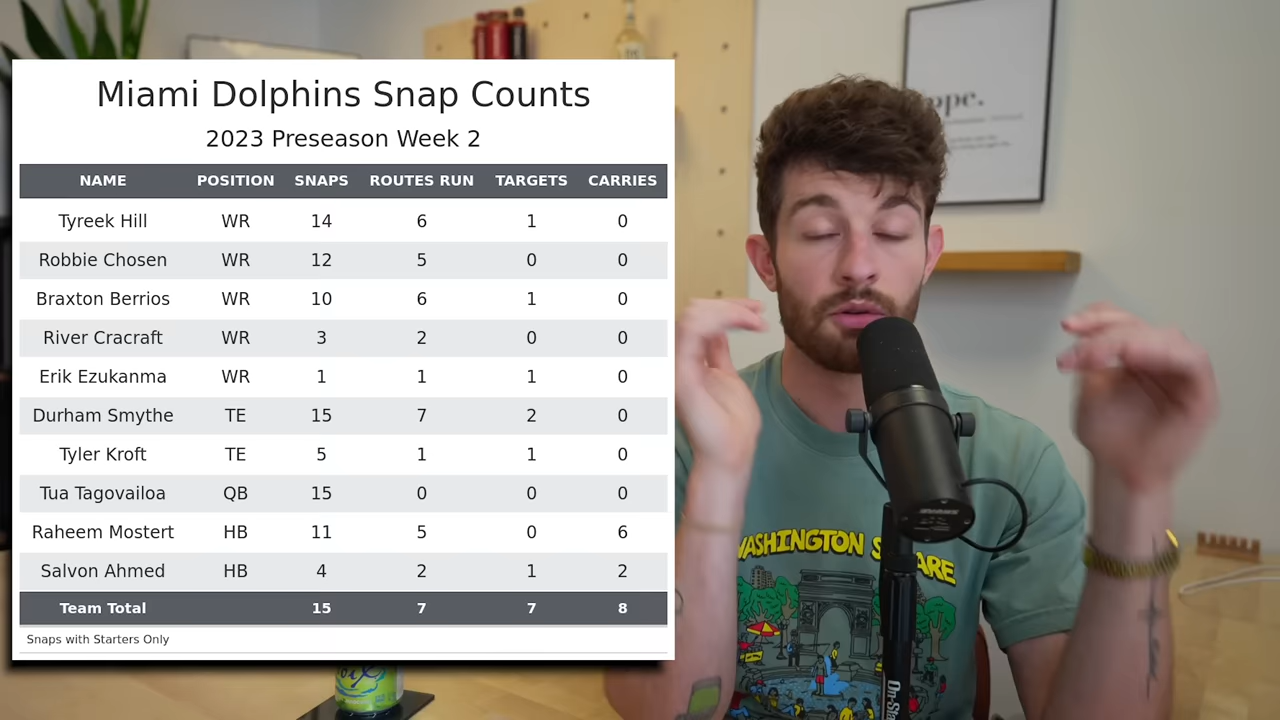 Miami Dolphins Snap Counts
2023 Preseason Week 2
NAME POSITION SNAPS ROUTES RUN TARGETS CARRIES
Tyreek Hill WR 14 6 1 0
Robbie Chosen WR 12 5 0 0
Braxton Berrios WR 10 6 1 0
River Cracraft WR 3 2 0 0
Erik Ezukanma WR 1 1 1 0
Durham Smythe TE 15 7 2 0
Tyler Kroft TE 5 1 1 0
Tua Tagovailoa QB 15 0 0 0
Raheem Mostert HB 11 5 0 6
Salvon Ahmed HB 4 2 1 2
Team Total 15 7 7 8
Snaps with Starters Only
WASHINGTON
On-Sta